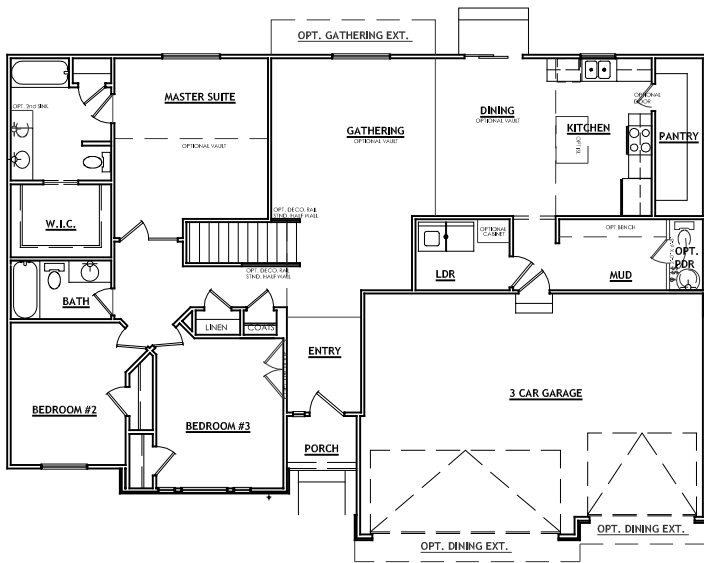 OPT. GATHERING EXT.
MASTER SUITE
OPTIONAL VAULT
OPT. 2nd SINK
GATHERING
OPTIONAL VAULT
DINING
OPTIONAL VAULT
KITCHEN
OPTIONAL
DOOR
PANTRY
W.I.C.
OPT. DECO. RAIL
STND. HALF WALL
OPT. DECO. RAIL
STND. HALF WALL
OPTIONAL
CABINET
LDR
OPT BENCH
MUD
OPT.
PDR
BATH
LINEN
COATS
ENTRY
BEDROOM #2
BEDROOM #3
PORCH
3 CAR GARAGE
OPT. DINING EXT.
OPT. DINING EXT.